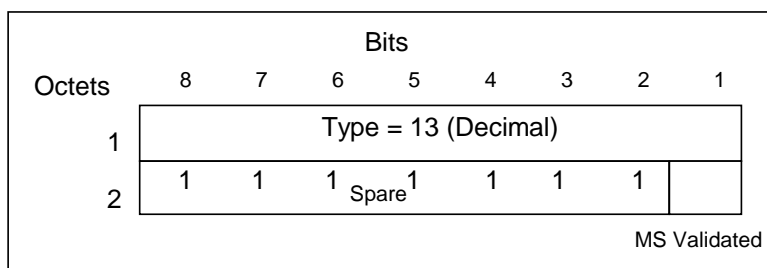 Bits
Octets 8 7 6 5 4 3 2 1
1 Type = 13 (Decimal)
2 1 1 1 Spare 1 1 1 1
MS Validated